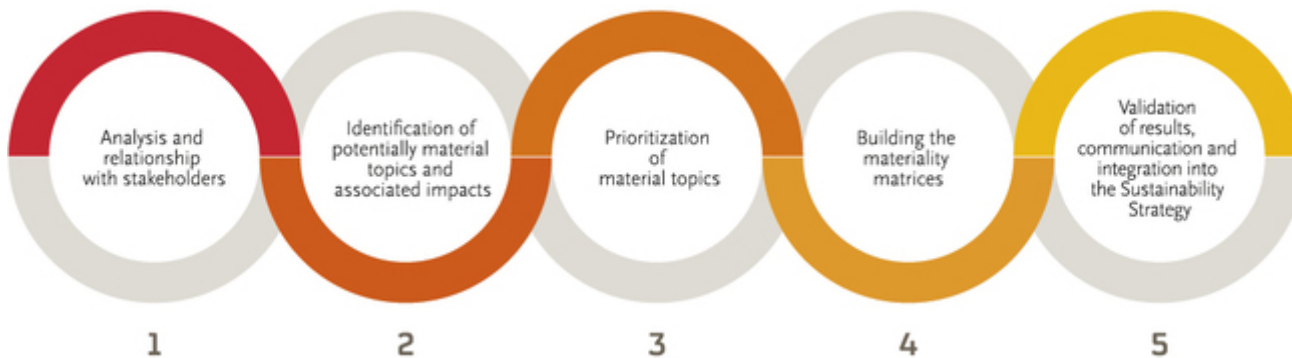 Analysis and
relationship
with stakeholders
Identification of
potentially material
topics and
associated impacts
Prioritization
of
material topics
Building the
materiality
matrices
Validation
of results,
communication and
integration into
the Sustainability
Strategy
1
2
3
4
5